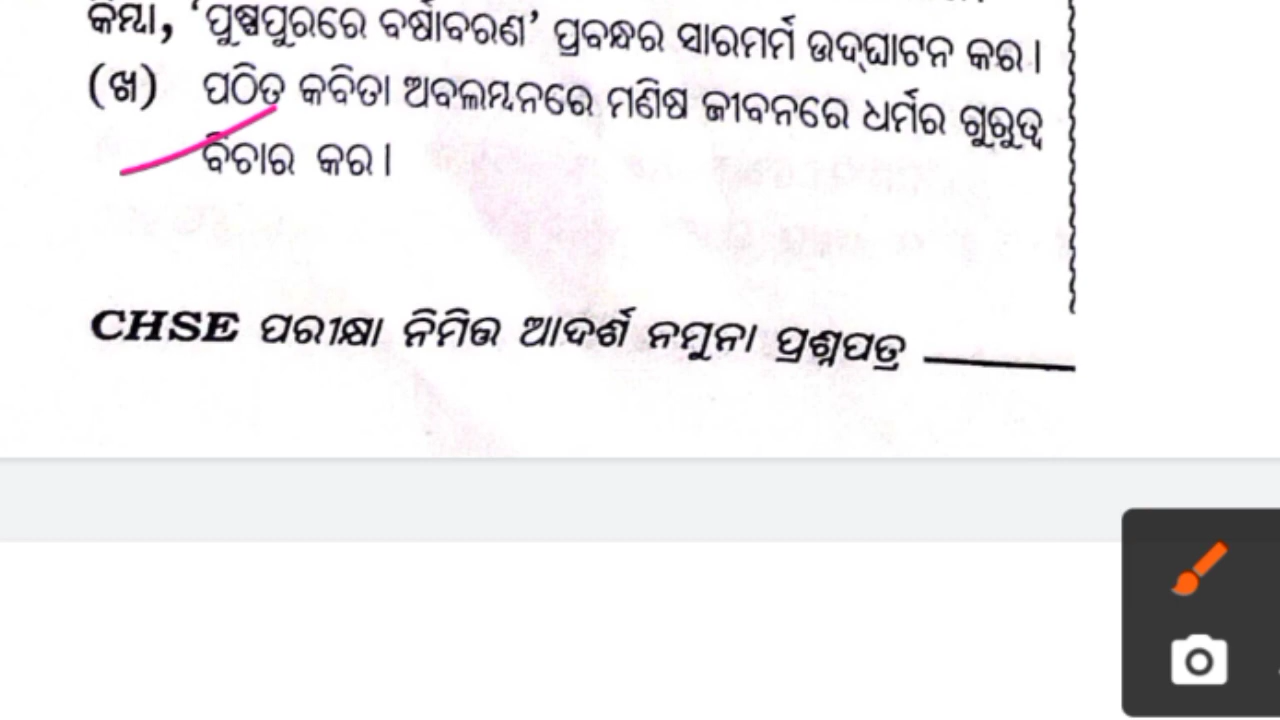 କିମ୍ବା, ‘ପୁଷ୍ପପୁରରେ ବର୍ଷାବରଣ’ ପ୍ରବନ୍ଧର ସାରମର୍ମ ଉଦ୍‌ଘାଟନ କର।
(ଖ) ପଠିତ କବିତା ଅବଲମ୍ବନରେ ମଣିଷ ଜୀବନରେ ଧର୍ମର ଗୁରୁତ୍ୱ
ବିଚାର କର।
CHSE ପରୀକ୍ଷା ନିମିତ୍ତ ଆଦର୍ଶ ନମୁନା ପ୍ରଶ୍ନପତ୍ର